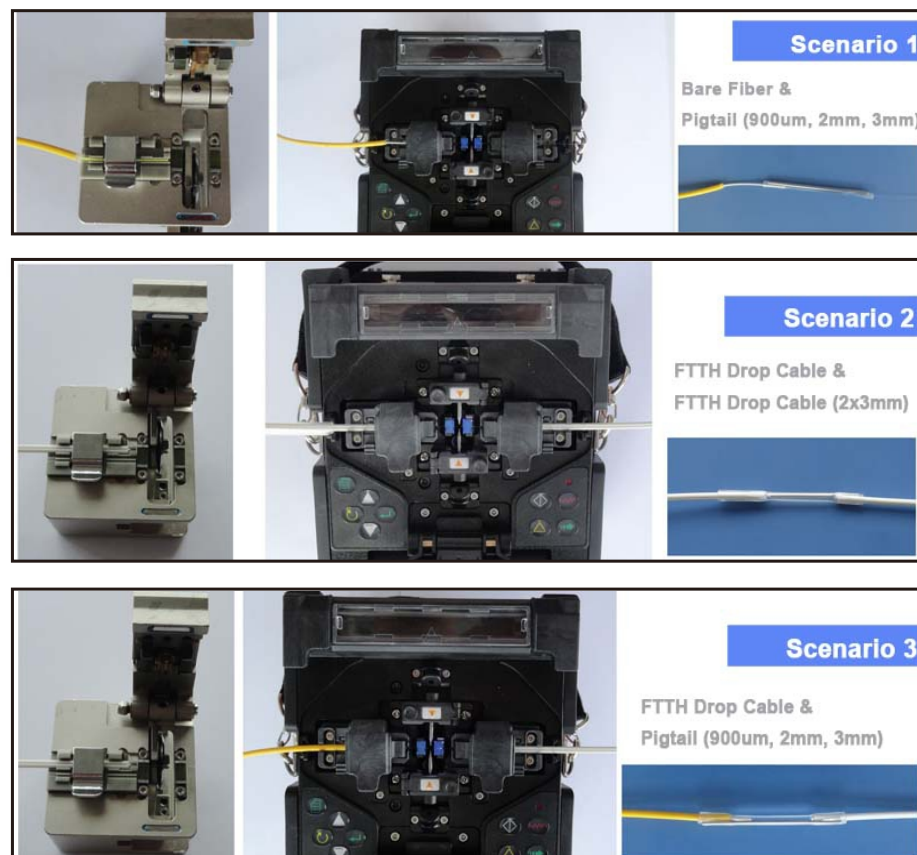 Scenario 1
Bare Fiber &
Pigtail (900um, 2mm, 3mm)
Scenario 2
FTTH Drop Cable &
FTTH Drop Cable (2x3mm)
Scenario 3
FTTH Drop Cable &
Pigtail (900um, 2mm, 3mm)